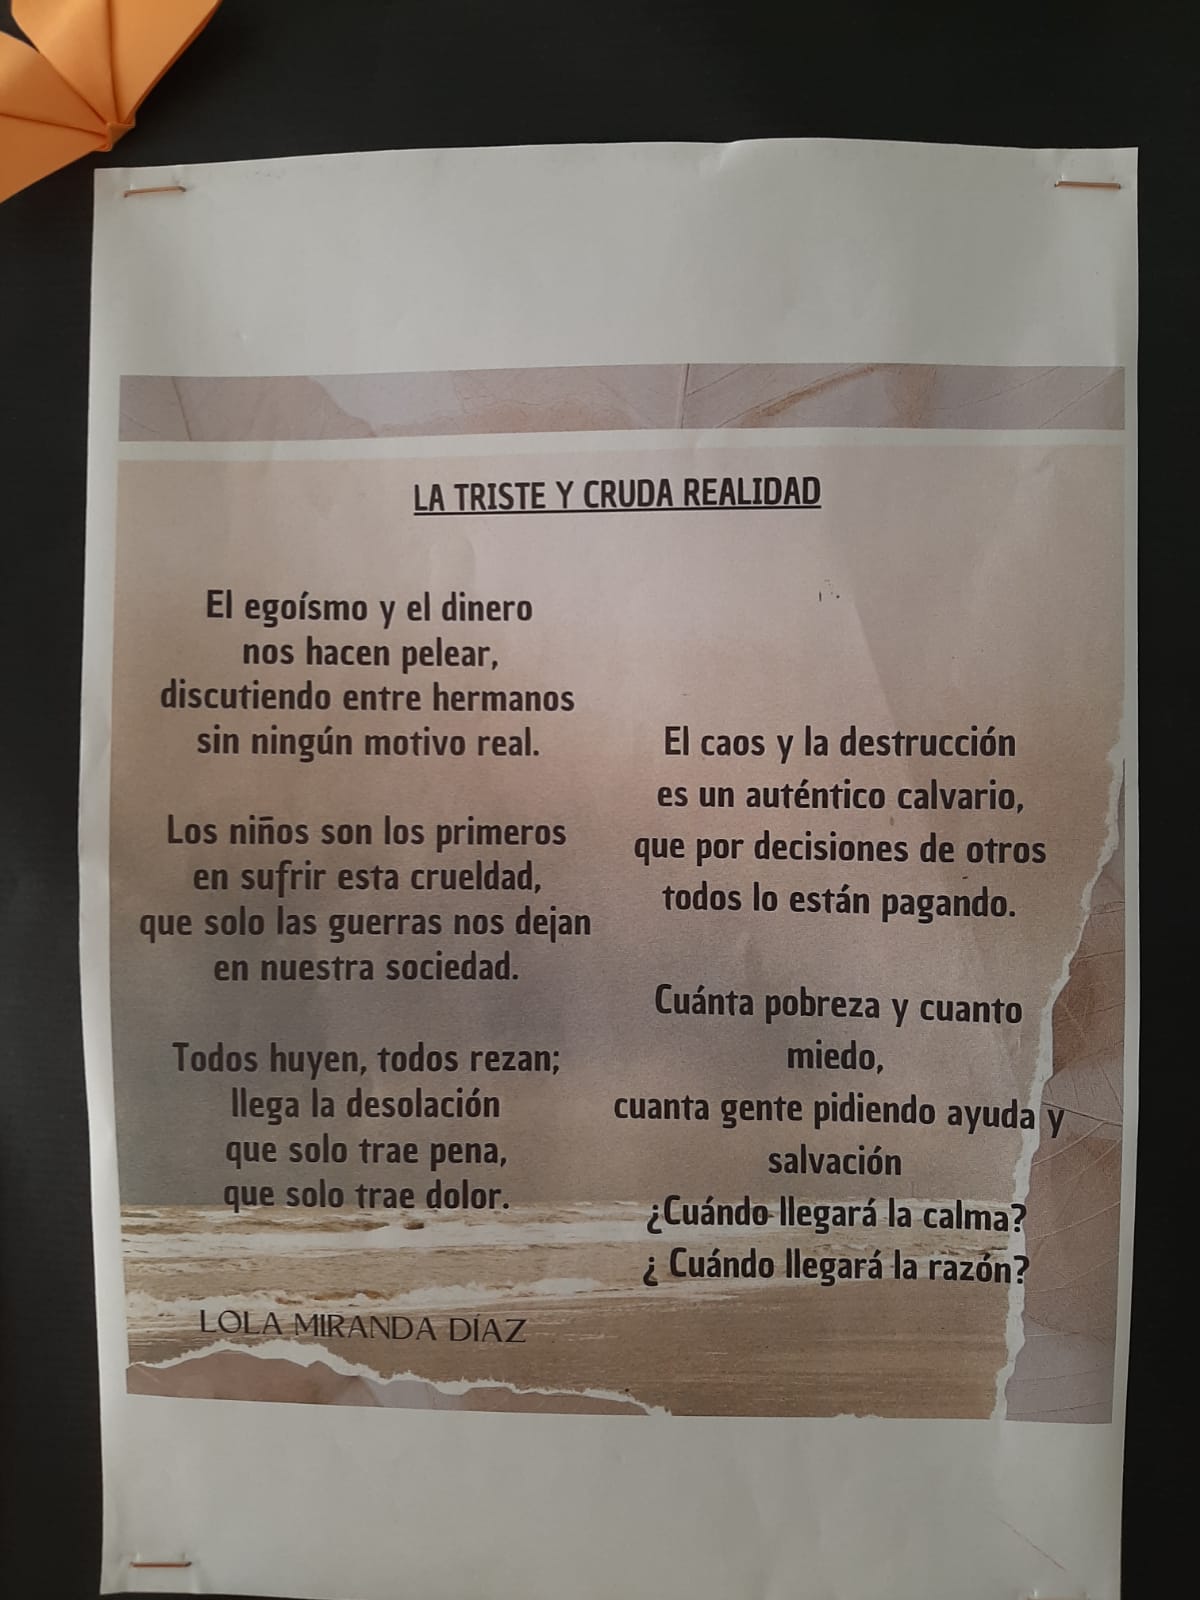 LA TRISTE Y CRUDA REALIDAD
El egoísmo y el dinero
nos hacen pelear,
discutiendo entre hermanos
sin ningún motivo real.
Los niños son los primeros
en sufrir esta crueldad,
que solo las guerras nos dejan
en nuestra sociedad.
Todos huyen, todos rezan;
llega la desolación
que solo trae pena,
que solo trae dolor.
El caos y la destrucción
es un auténtico calvario,
que por decisiones de otros
todos lo están pagando.
Cuánta pobreza y cuanto
miedo,
cuanta gente pidiendo ayuda y
salvación
¿Cuándo llegará la calma?
¿ Cuándo llegará la razón?
LOLA MIRANDA DÍAZ